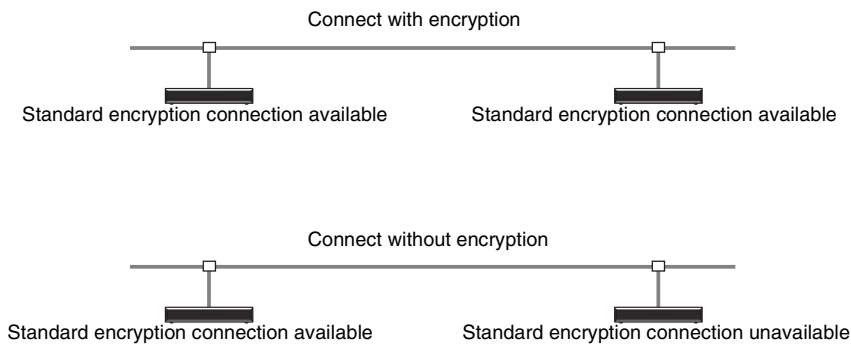 Connect with encryption
Standard encryption connection available
Standard encryption connection available
Connect without encryption
Standard encryption connection available
Standard encryption connection unavailable